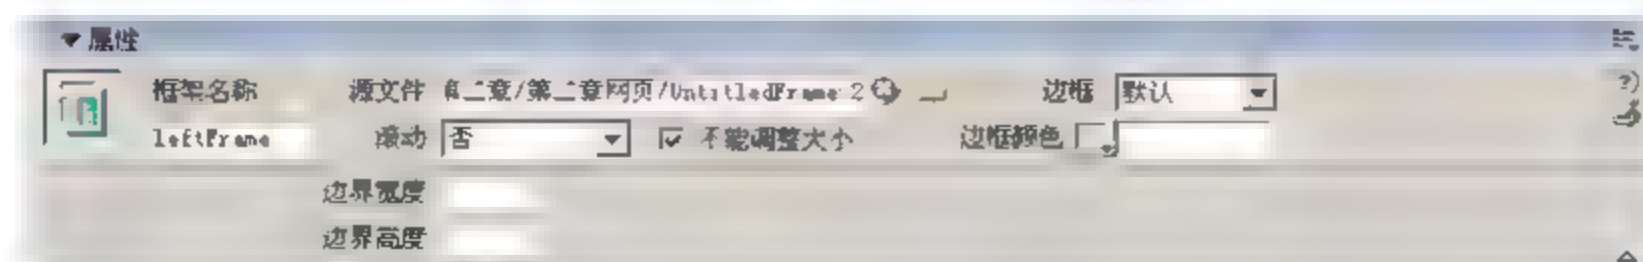 属性
框架名称 源文件 第二章/第二章网页/UntitledFrame-2 边框 默认
leftFrame 滚动 否 不能调整大小 边框颜色
边界宽度
边界高度